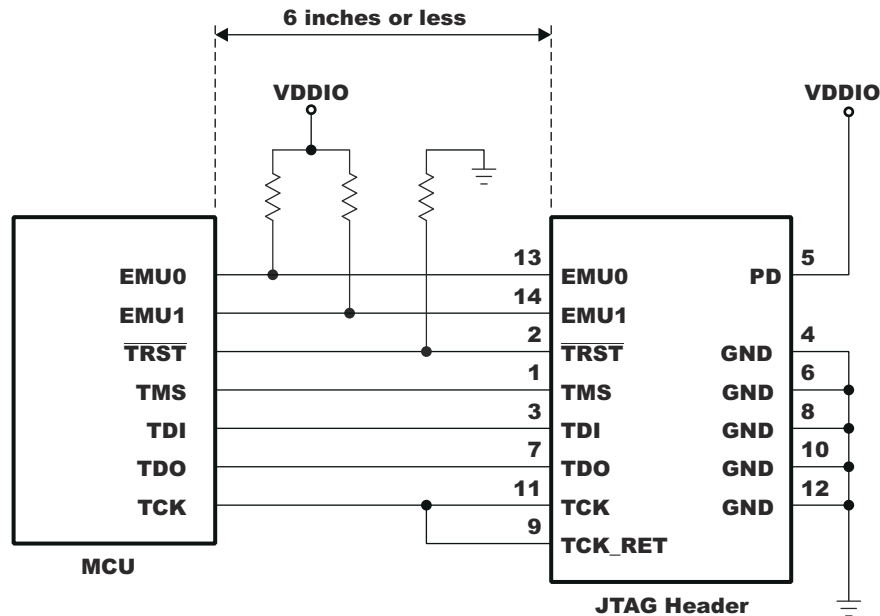 6 inches or less
VDDIO
VDDIO
13
EMU0
EMU0
5
PD
14
EMU1
EMU1
2
TRST
TRST
4
GND
1
TMS
TMS
6
GND
3
TDI
TDI
8
GND
7
TDO
TDO
10
GND
11
TCK
TCK
12
GND
9
TCK_RET
MCU
JTAG Header